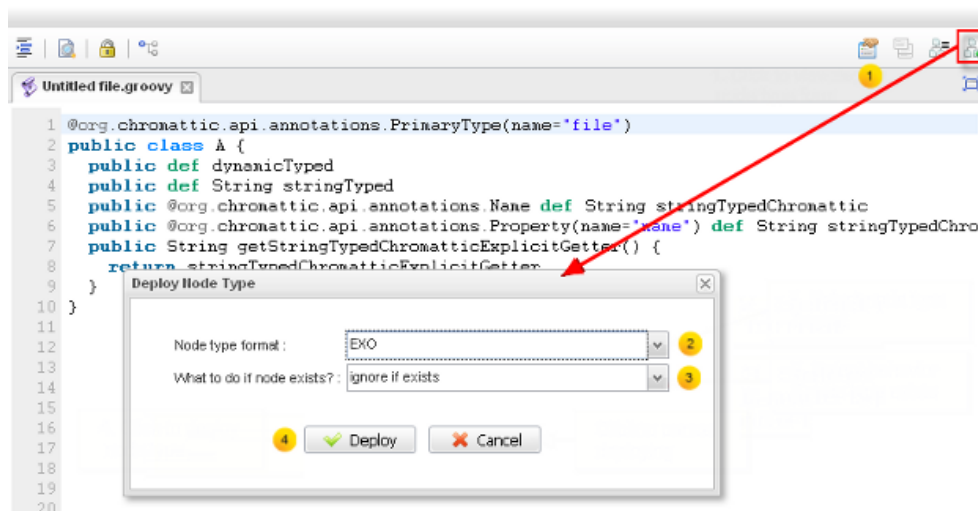 1
Untitled file.groovy
1 @org.chromattic.api.annotations.PrimaryType(name="file")
2 public class A {
3 public def dynamicTyped
4 public def String stringTyped
5 public @org.chromattic.api.annotations.Name def String stringTypedChromattic
6 public @org.chromattic.api.annotations.Property(name="name") def String stringTypedChro
7 public String getStringTypedChromatticExplicitGetter() {
8 return stringTypedChromatticExplicitGetter
9 }
10 }
11
12
13
14
15
16
17
18
19
20
Deploy Node Type
Node type format : EXO 2
What to do if node exists? : ignore if exists 3
4 Deploy Cancel